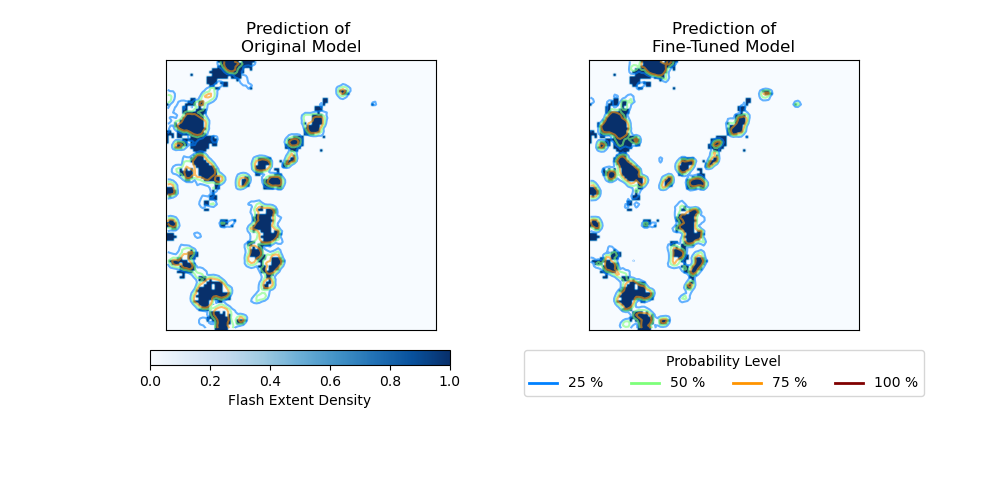 Prediction of
Original Model
Prediction of
Fine-Tuned Model
0.0 0.2 0.4 0.6 0.8 1.0
Flash Extent Density
Probability Level
25 % 50 % 75 % 100 %